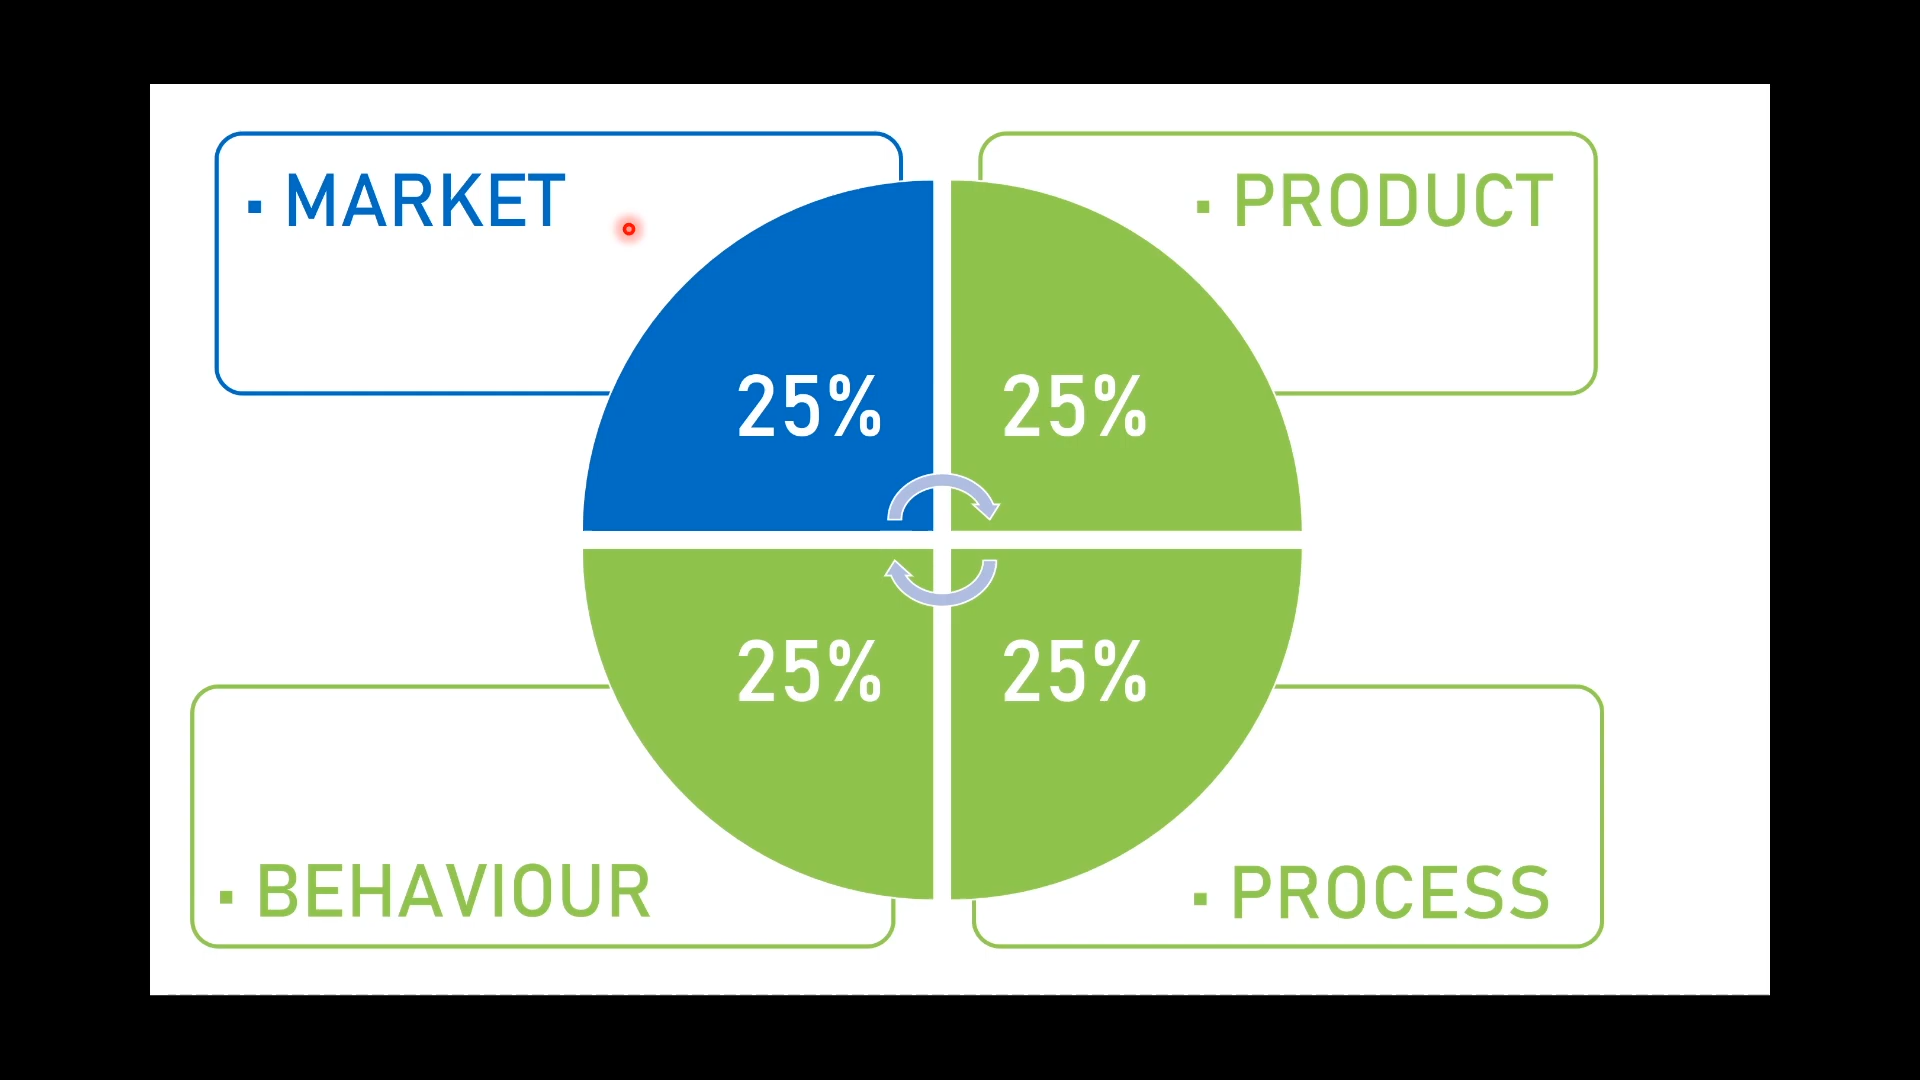 ▪ MARKET
▪ PRODUCT
25%
25%
25%
25%
▪ BEHAVIOUR
▪ PROCESS